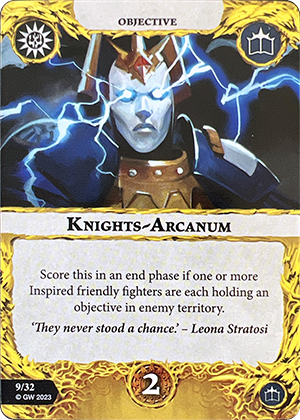 OBJECTIVE
KNIGHTS-ARCANUM
Score this in an end phase if one or more
Inspired friendly fighters are each holding an
objective in enemy territory.
‘They never stood a chance.’ – Leona Stratosi
9/32
© GW 2023
2